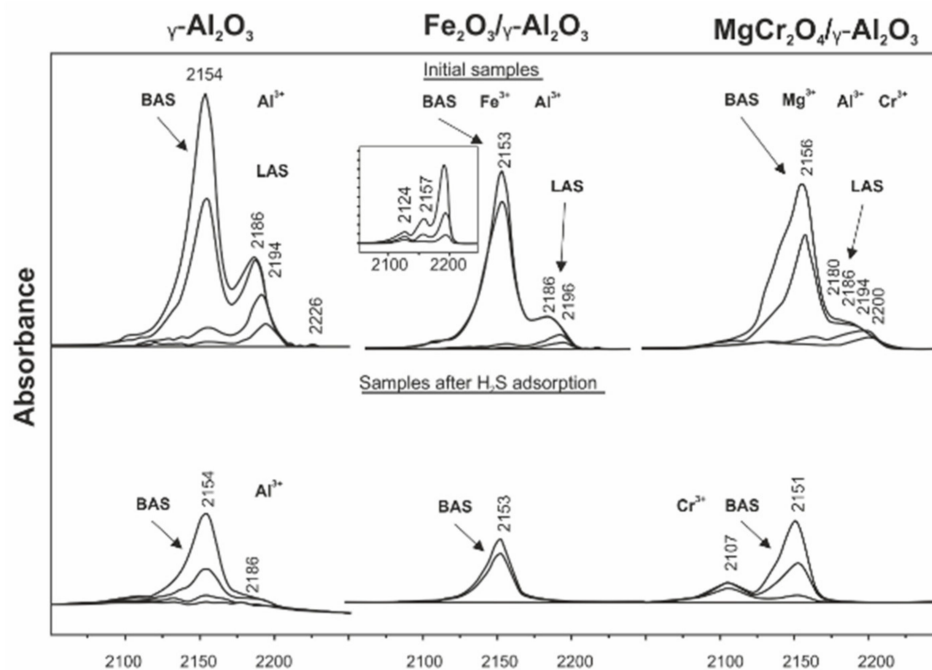 γ-Al₂O₃ Fe₂O₃/γ-Al₂O₃ MgCr₂O₄/γ-Al₂O₃
Initial samples
2154
BAS Al³⁺
LAS
2186
2194
2226
BAS Fe³⁺ Al³⁺
2153
LAS
2186
2196
2124
2157
2100 2200
BAS Mg³⁺ Al³⁻ Cr³⁺
2156
LAS
2180
2186
2194
2200
Absorbance
Samples after H₂S adsorption
2154
BAS Al³⁺
2186
BAS
2153
Cr³⁺ BAS
2151
2107
2100 2150 2200 2100 2150 2200 2100 2150 2200